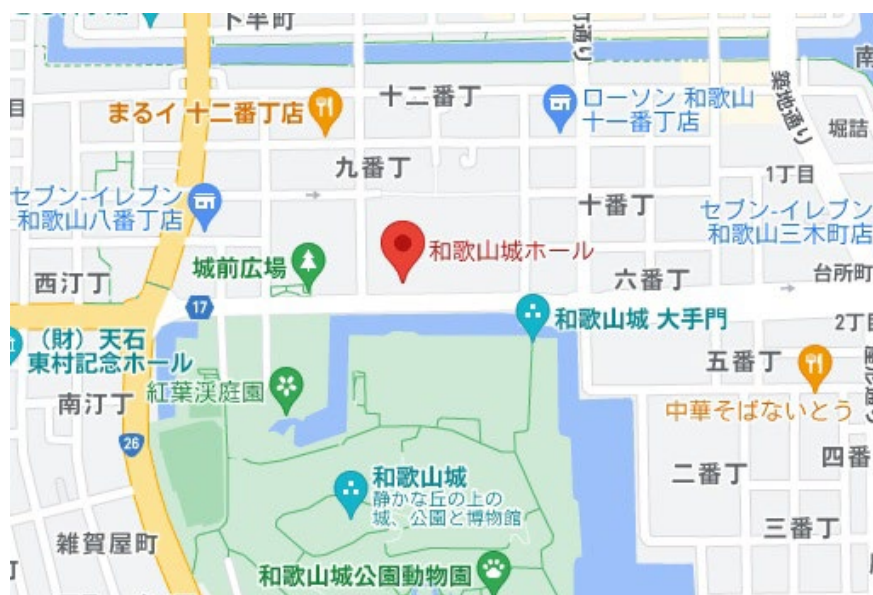 下半町
町通り
南
築地通り
十二番丁
ローソン 和歌山
十一番丁店
まるイ 十二番丁店
堀詰
九番丁
1丁目
セブン-イレブン
和歌山八番丁店
十番丁
セブン-イレブン
和歌山三木町店
和歌山城ホール
城前広場
西汀丁
六番丁
台所町
17
和歌山城 大手門
2丁目
(財) 天石
東村記念ホール
五番丁
紅葉渓庭園
南汀丁
中華そばないとう
26
四番
二番丁
和歌山城
静かな丘の上の
城、公園と博物館
三番丁
雑賀屋町
和歌山城公園動物園